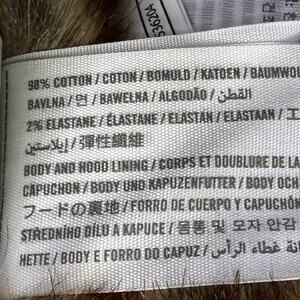 53620A
98% COTTON / COTON / BOMULD / KATOEN / BAUMWOL
BAVLNA / 면 / BAWEŁNA / ALGODÃO / القطن /
2% ELASTANE / ÉLASTANE / ELASTAN / ELASTAAN /
إيلاستين / 彈性纖維
BODY AND HOOD LINING / CORPS ET DOUBLURE DE LA
CAPUCHON / BODY UND KAPUZENFUTTER / BODY OCH
フードの裏地 / FORRO DE CUERPO Y CAPUCHÓN
STŘEDNÍHO DÍLU A KAPUCE / 몸통 및 모자 안감
HETTE / BODY E FORRO DO CAPUZ / بطانة غطاء الرأس